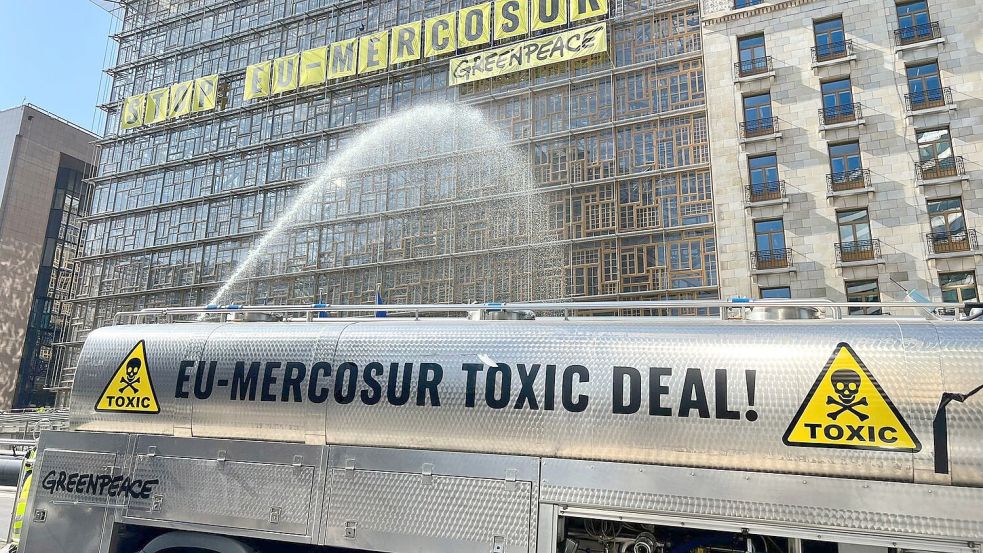 STOP EU-MERCOSUR
GREENPEACE
EU-MERCOSUR TOXIC DEAL!
TOXIC
TOXIC
GREENPEACE